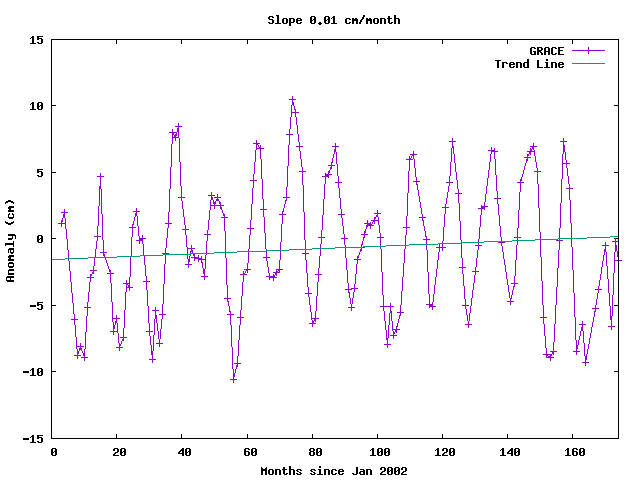 Slope 0.01 cm/month
GRACE
Trend Line
15
10
5
0
-5
-10
-15
Anomaly (cm)
0 20 40 60 80 100 120 140 160
Months since Jan 2002